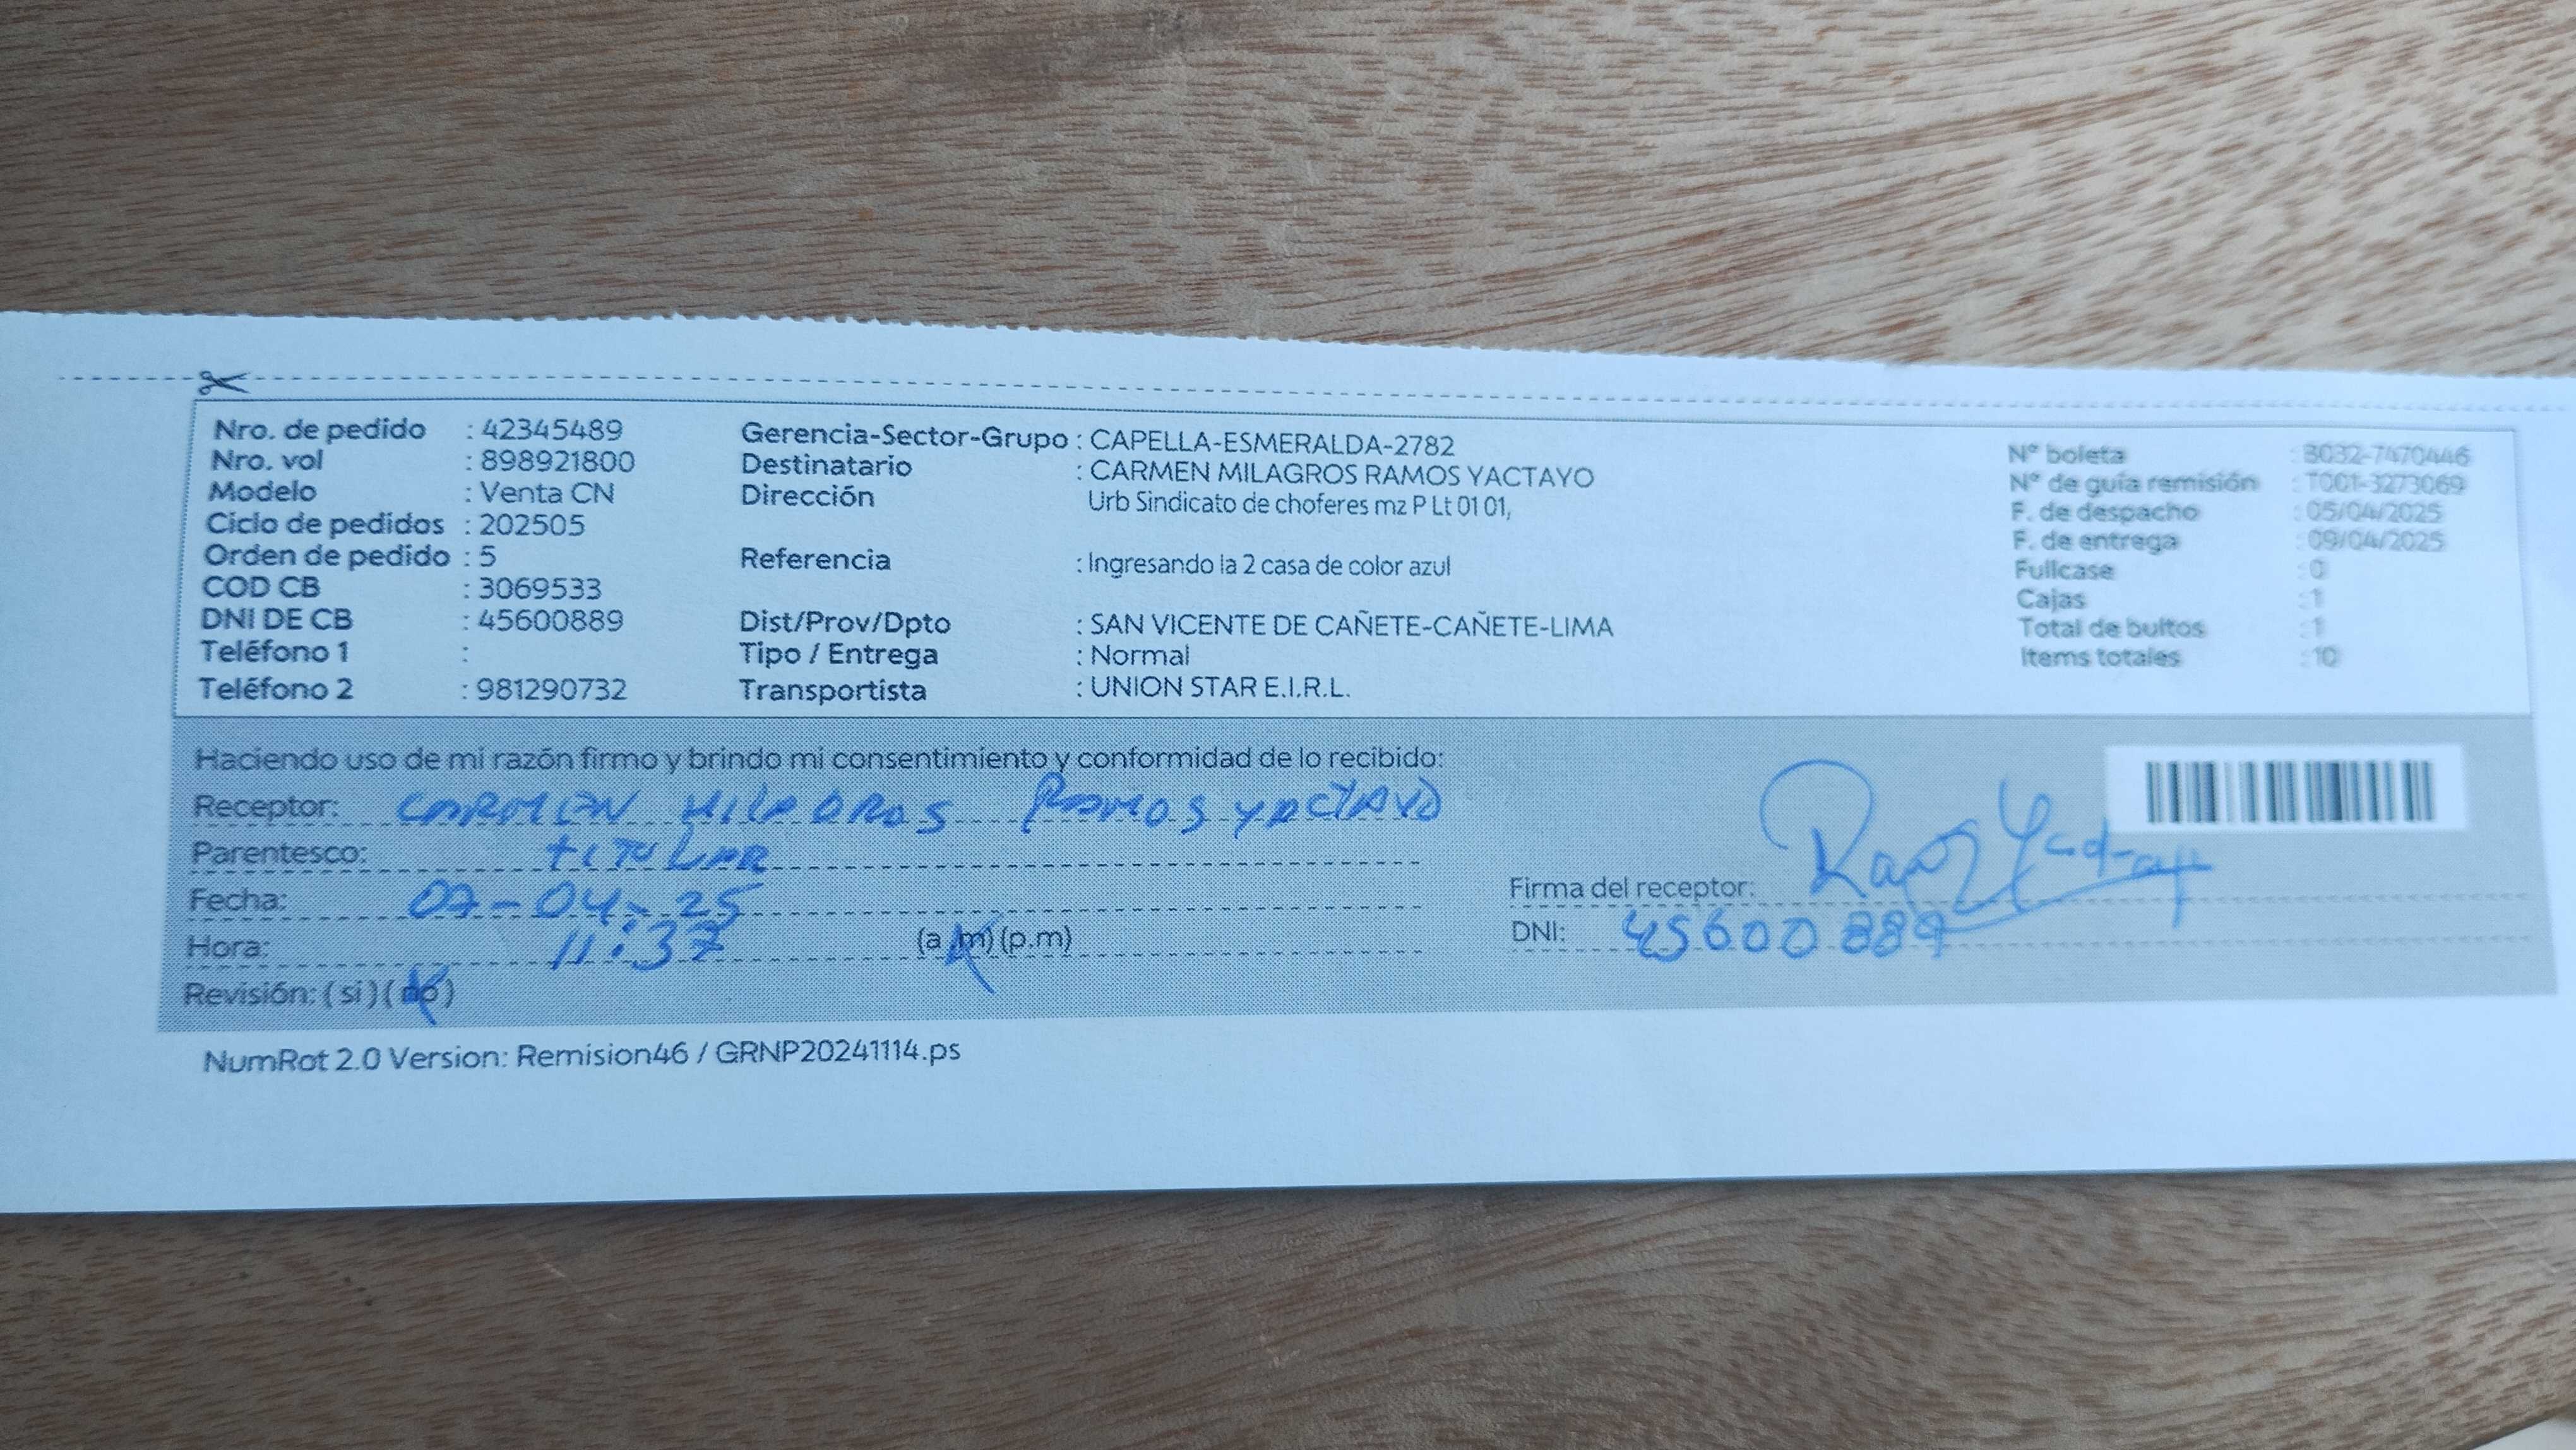 Nro. de pedido : 42345489
Nro. vol : 898921800
Modelo : Venta CN
Ciclo de pedidos : 202505
Orden de pedido : 5
COD CB : 3069533
DNI DE CB : 45600889
Teléfono 1 :
Teléfono 2 : 981290732
Gerencia-Sector-Grupo : CAPELLA-ESMERALDA-2782
Destinatario : CARMEN MILAGROS RAMOS YACTAYO
Dirección Urb Sindicato de choferes mz P Lt 01 01,
Referencia : Ingresando la 2 casa de color azul
Dist/Prov/Dpto : SAN VICENTE DE CAÑETE-CAÑETE-LIMA
Tipo / Entrega : Normal
Transportista : UNION STAR E.I.R.L.
N° boleta : B032-7470446
N° de guía remisión : T001-3273069
F. de despacho : 05/04/2025
F. de entrega : 09/04/2025
Fullcase : 0
Cajas : 1
Total de bultos : 1
Items totales : 10
Haciendo uso de mi razón firmo y brindo mi consentimiento y conformidad de lo recibido:
Receptor: CARMEN MILAGROS RAMOS YACTAYO
Parentesco: TITULAR
Fecha: 07-04-25
Hora: 11:37 (a.m) (p.m)
Revisión: (si) (no)
Firma del receptor:
DNI: 45600889
NumRot 2.0 Version: Remision46 / GRNP20241114.ps